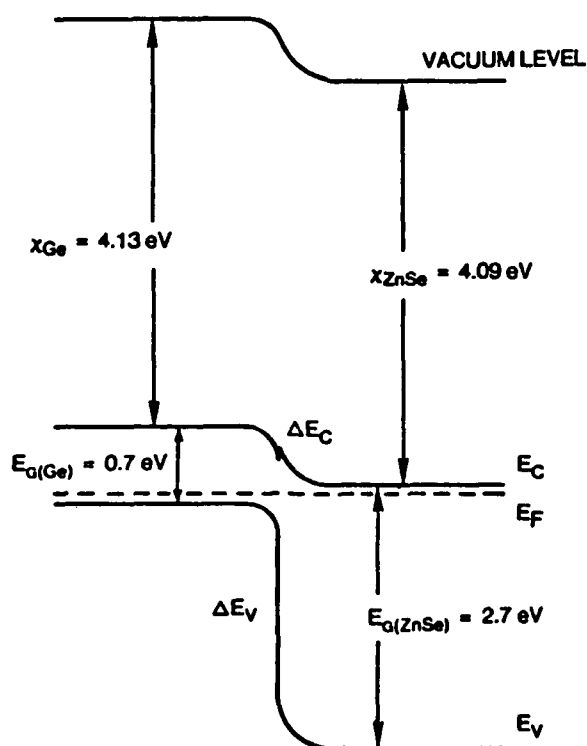 VACUUM LEVEL
χGe = 4.13 eV
χZnSe = 4.09 eV
ΔEC
EG(Ge) = 0.7 eV
EC
EF
ΔEV
EG(ZnSe) = 2.7 eV
EV